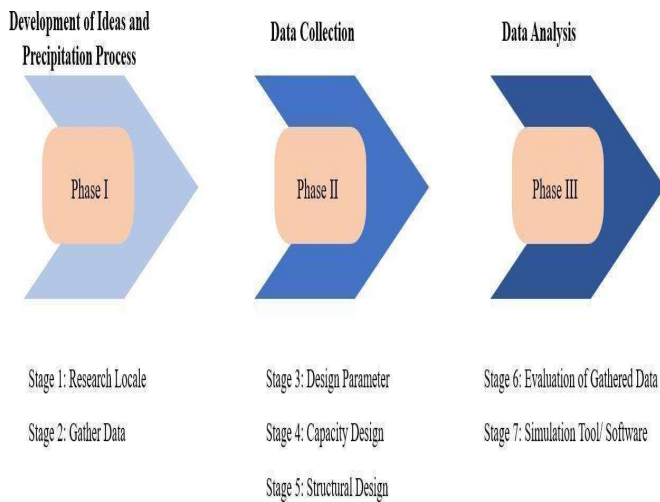 Development of Ideas and
Precipitation Process
Data Collection
Data Analysis
Phase I
Phase II
Phase III
Stage 1: Research Locale
Stage 2: Gather Data
Stage 3: Design Parameter
Stage 4: Capacity Design
Stage 5: Structural Design
Stage 6: Evaluation of Gathered Data
Stage 7: Simulation Tool/ Software